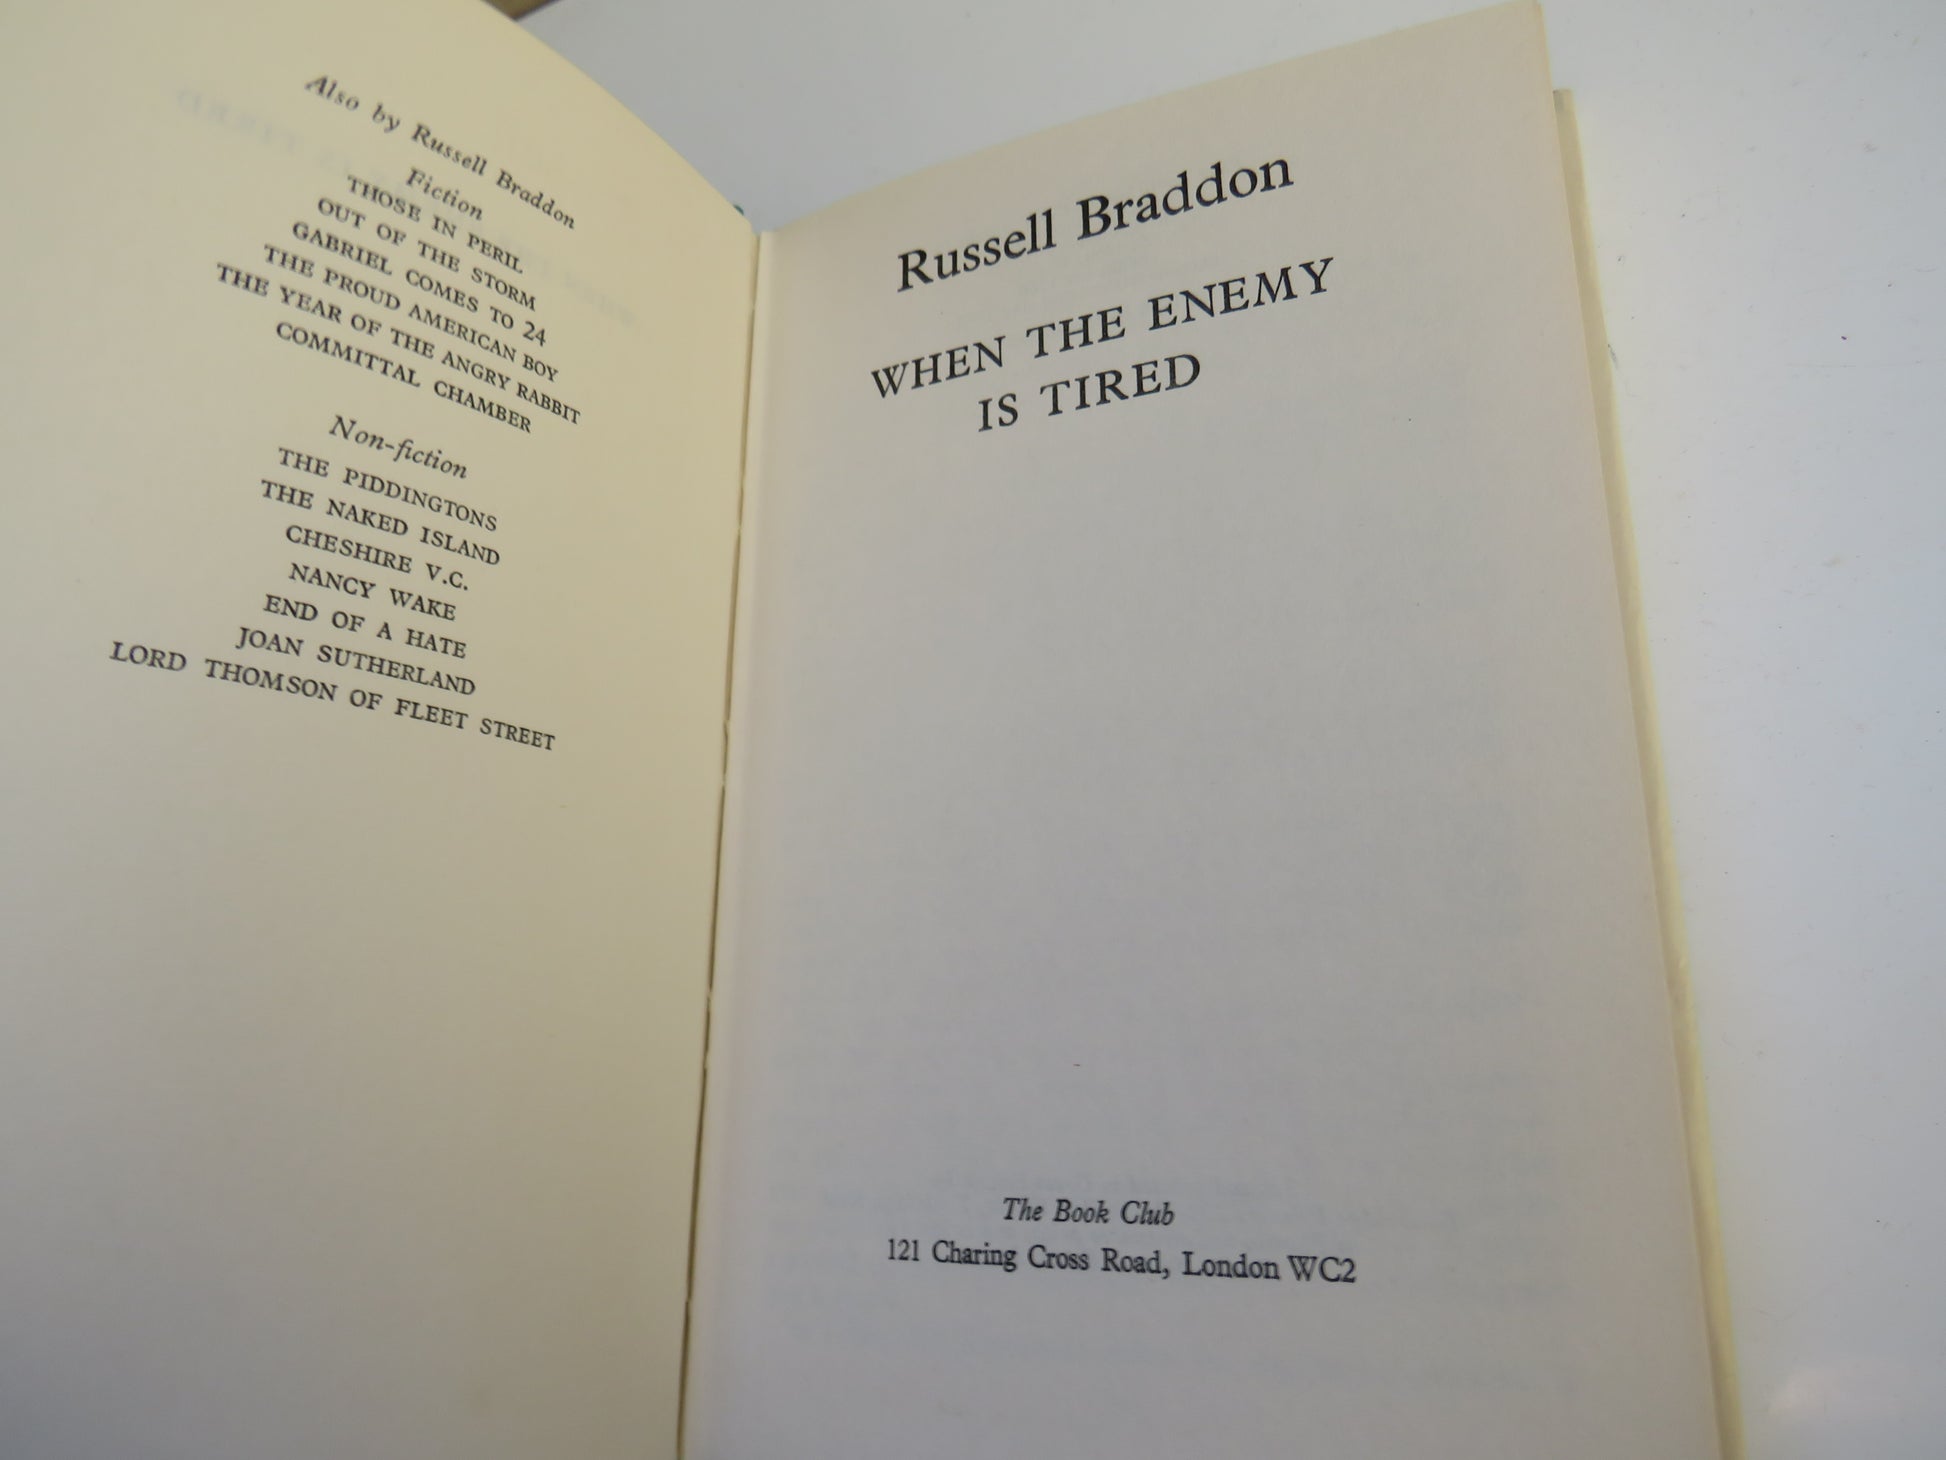 Also by Russell Braddon
Fiction
THOSE IN PERIL
OUT OF THE STORM
GABRIEL COMES TO 24
THE PROUD AMERICAN BOY
THE YEAR OF THE ANGRY RABBIT
COMMITTAL CHAMBER
Non-fiction
THE PIDDINGTONS
THE NAKED ISLAND
CHESHIRE V.C.
NANCY WAKE
END OF A HATE
JOAN SUTHERLAND
LORD THOMSON OF FLEET STREET
Russell Braddon
WHEN THE ENEMY
IS TIRED
The Book Club
121 Charing Cross Road, London WC2